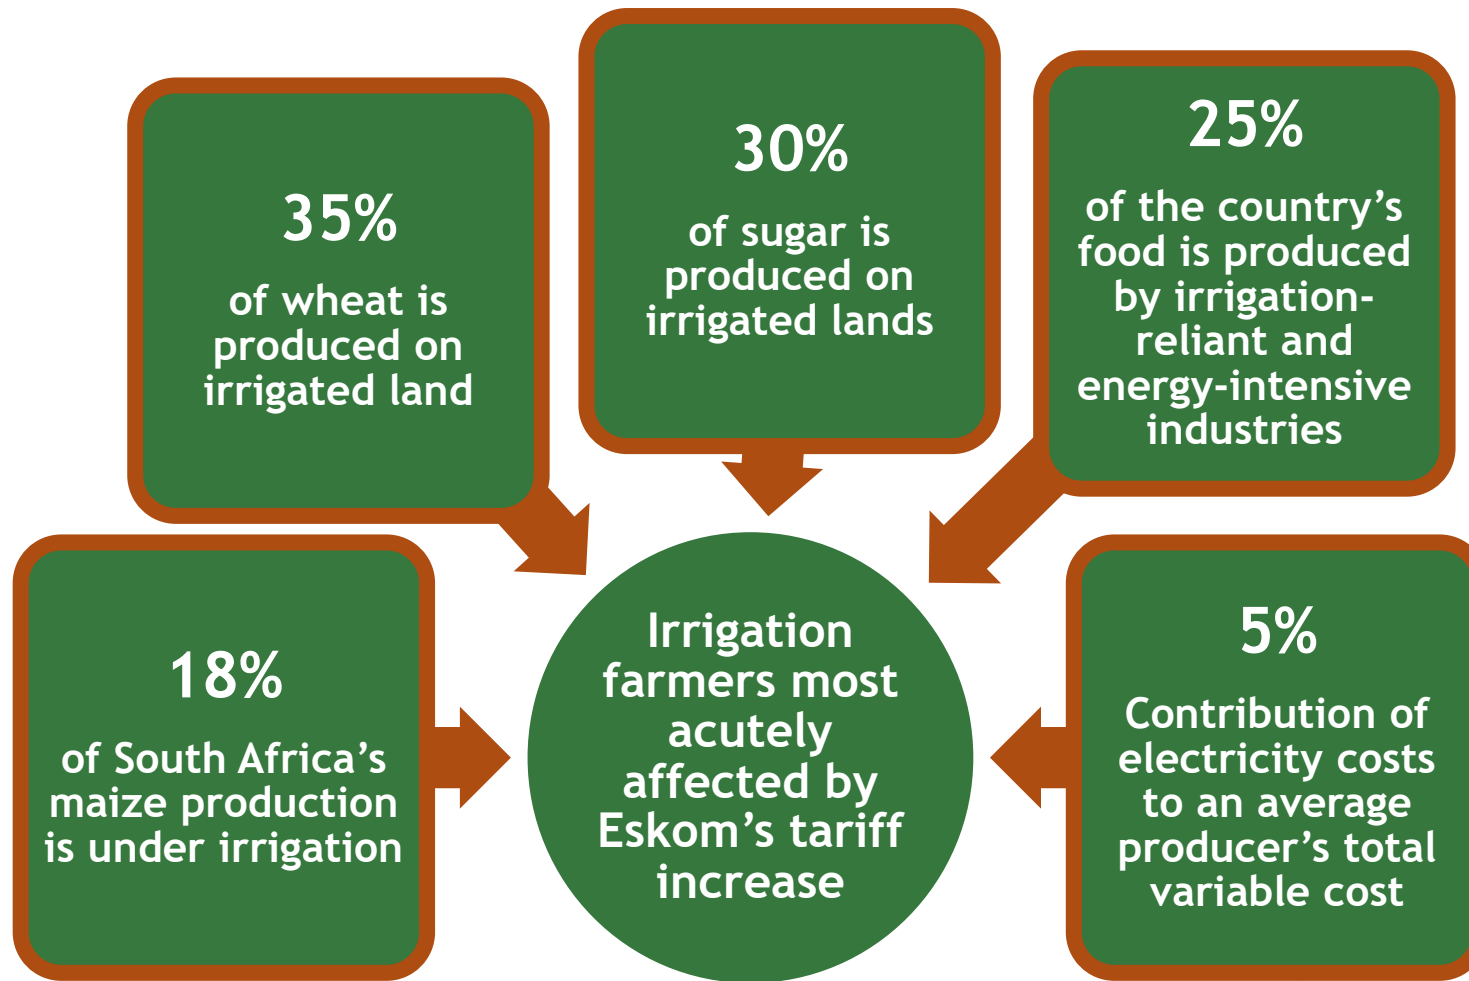 18%
of South Africa's
maize production
is under irrigation
35%
of wheat is
produced on
irrigated land
30%
of sugar is
produced on
irrigated lands
25%
of the country’s
food is produced
by irrigation-
reliant and
energy-intensive
industries
5%
Contribution of
electricity costs
to an average
producer’s total
variable cost
Irrigation
farmers most
acutely
affected by
Eskom’s tariff
increase